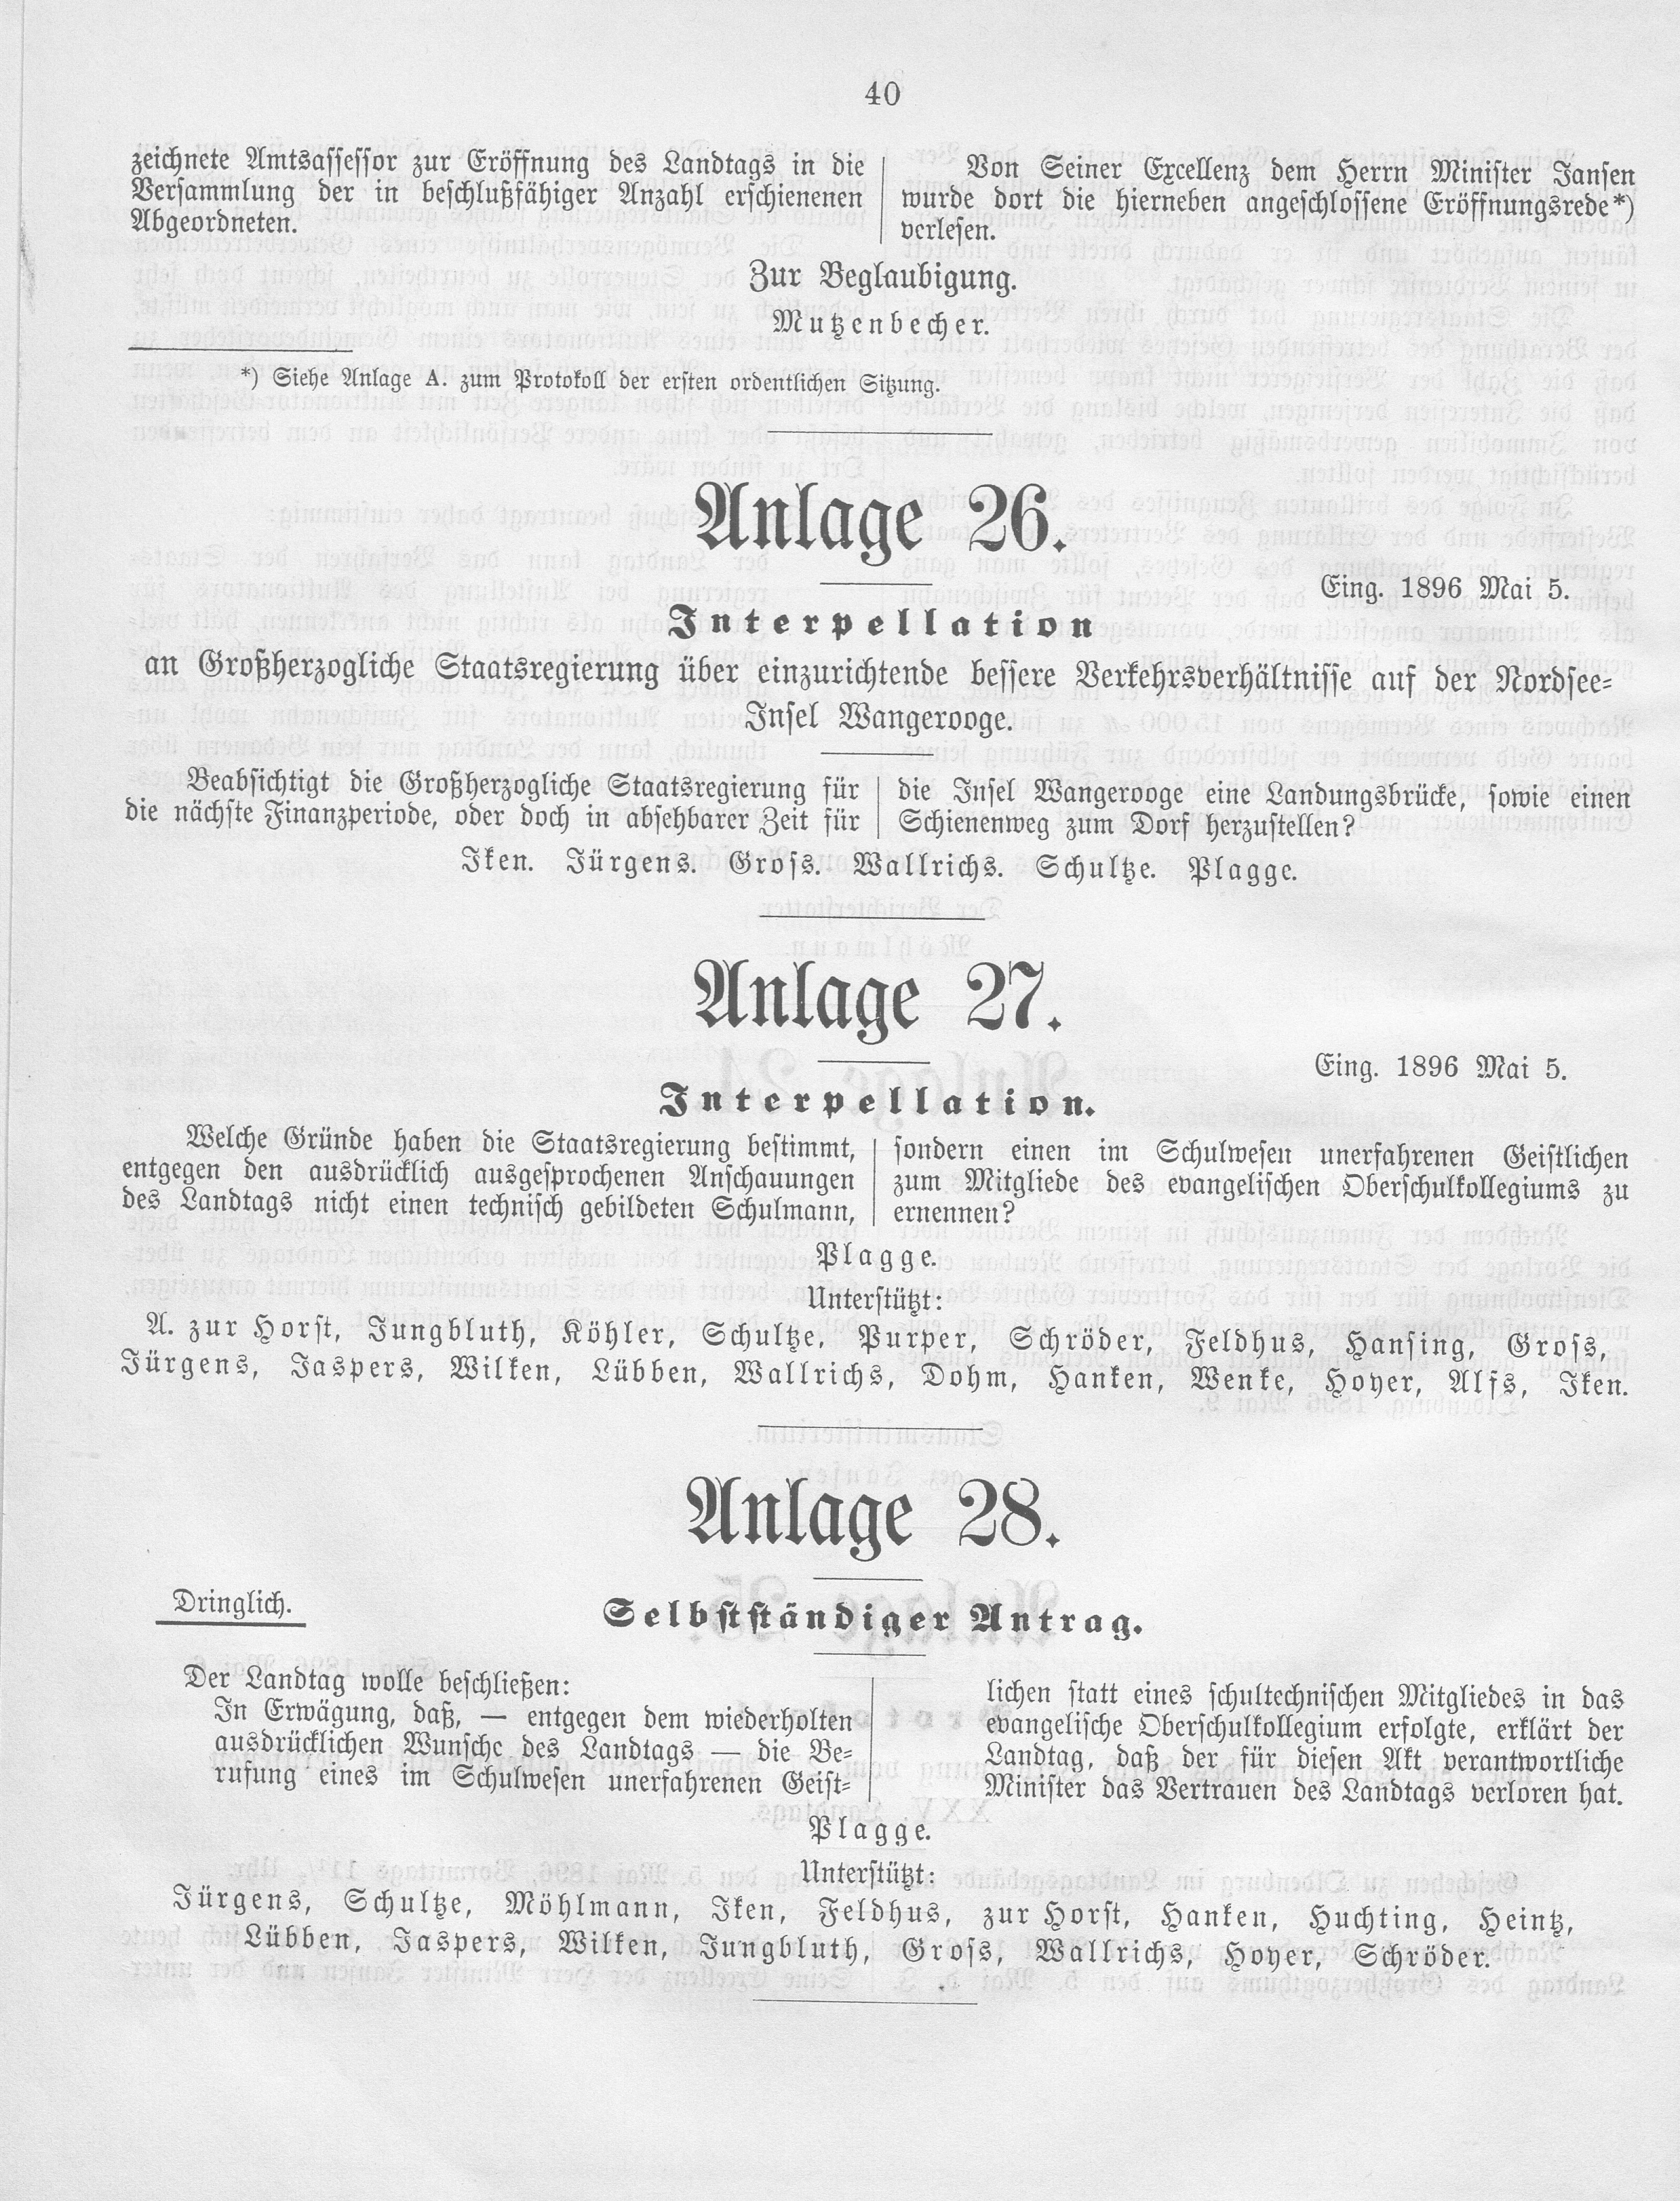 40
zeichnete Amtsassessor zur Eröffnung des Landtags in die
Versammlung der in beschlußfähiger Anzahl erschienenen
Abgeordneten.
Von Seiner Excellenz dem Herrn Minister Jansen
wurde dort die hierneben angeschlossene Eröffnungsrede*)
verlesen.
Zur Beglaubigung.
Mutzenbecher.
*) Siehe Anlage A. zum Protokoll der ersten ordentlichen Sitzung.
Anlage 26.
Eing. 1896 Mai 5.
Interpellation
an Großherzogliche Staatsregierung über einzurichtende bessere Verkehrsverhältnisse auf der Nordsee-
Insel Wangerooge.
Beabsichtigt die Großherzogliche Staatsregierung für
die nächste Finanzperiode, oder doch in absehbarer Zeit für
die Insel Wangerooge eine Landungsbrücke, sowie einen
Schienenweg zum Dorf herzustellen?
Iken. Jürgens. Gross. Wallrichs. Schultze. Plagge.
Anlage 27.
Eing. 1896 Mai 5.
Interpellation.
Welche Gründe haben die Staatsregierung bestimmt,
entgegen den ausdrücklich ausgesprochenen Anschauungen
des Landtags nicht einen technisch gebildeten Schulmann,
sondern einen im Schulwesen unerfahrenen Geistlichen
zum Mitgliede des evangelischen Oberschulkollegiums zu
ernennen?
Plagge.
Unterstützt:
A. zur Horst, Jungbluth, Köhler, Schultze, Purper, Schröder, Feldhus, Hansing, Gross,
Jürgens, Jaspers, Wilken, Lübben, Wallrichs, Dohm, Hanken, Wenke, Hoyer, Alfs, Iken.
Anlage 28.
Dringlich.
Selbstständiger Antrag.
Der Landtag wolle beschließen:
In Erwägung, daß, — entgegen dem wiederholten
ausdrücklichen Wunsche des Landtags — die Be-
rufung eines im Schulwesen unerfahrenen Geist-
lichen statt eines schultechnischen Mitgliedes in das
evangelische Oberschulkollegium erfolgte, erklärt der
Landtag, daß der für diesen Akt verantwortliche
Minister das Vertrauen des Landtags verloren hat.
Plagge.
Unterstützt:
Jürgens, Schultze, Möhlmann, Iken, Feldhus, zur Horst, Hanken, Huchting, Heintz,
Lübben, Jaspers, Wilken, Jungbluth, Gross, Wallrichs, Hoyer, Schröder.